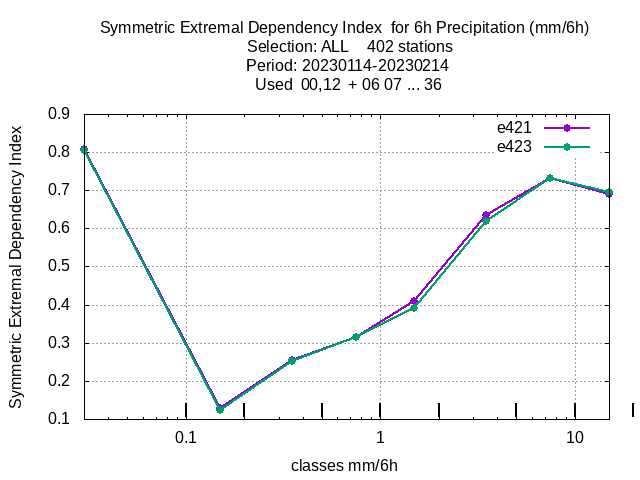 Symmetric Extremal Dependency Index  for 6h Precipitation (mm/6h)
Selection: ALL    402 stations
Period: 20230114-20230214
Used  00,12  + 06 07 ... 36
e421
e423
Symmetric Extremal Dependency Index
0.9
0.8
0.7
0.6
0.5
0.4
0.3
0.2
0.1
0.1 1 10
classes mm/6h